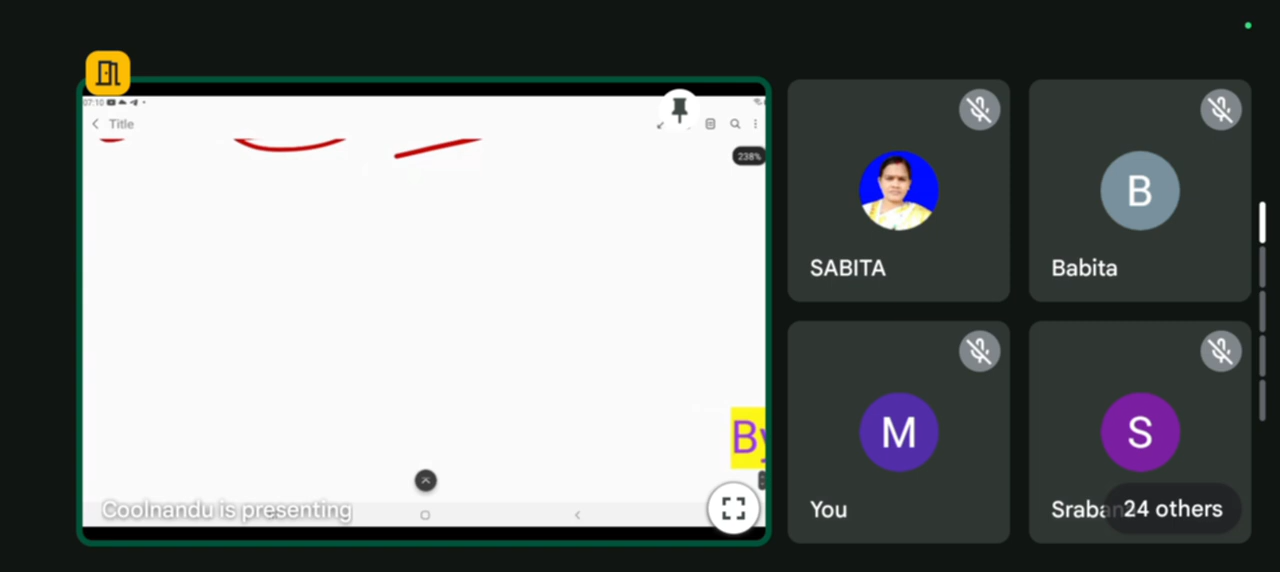 07:10
Title
238%
By
Coolnandu is presenting
SABITA
B
Babita
M
You
S
24 others